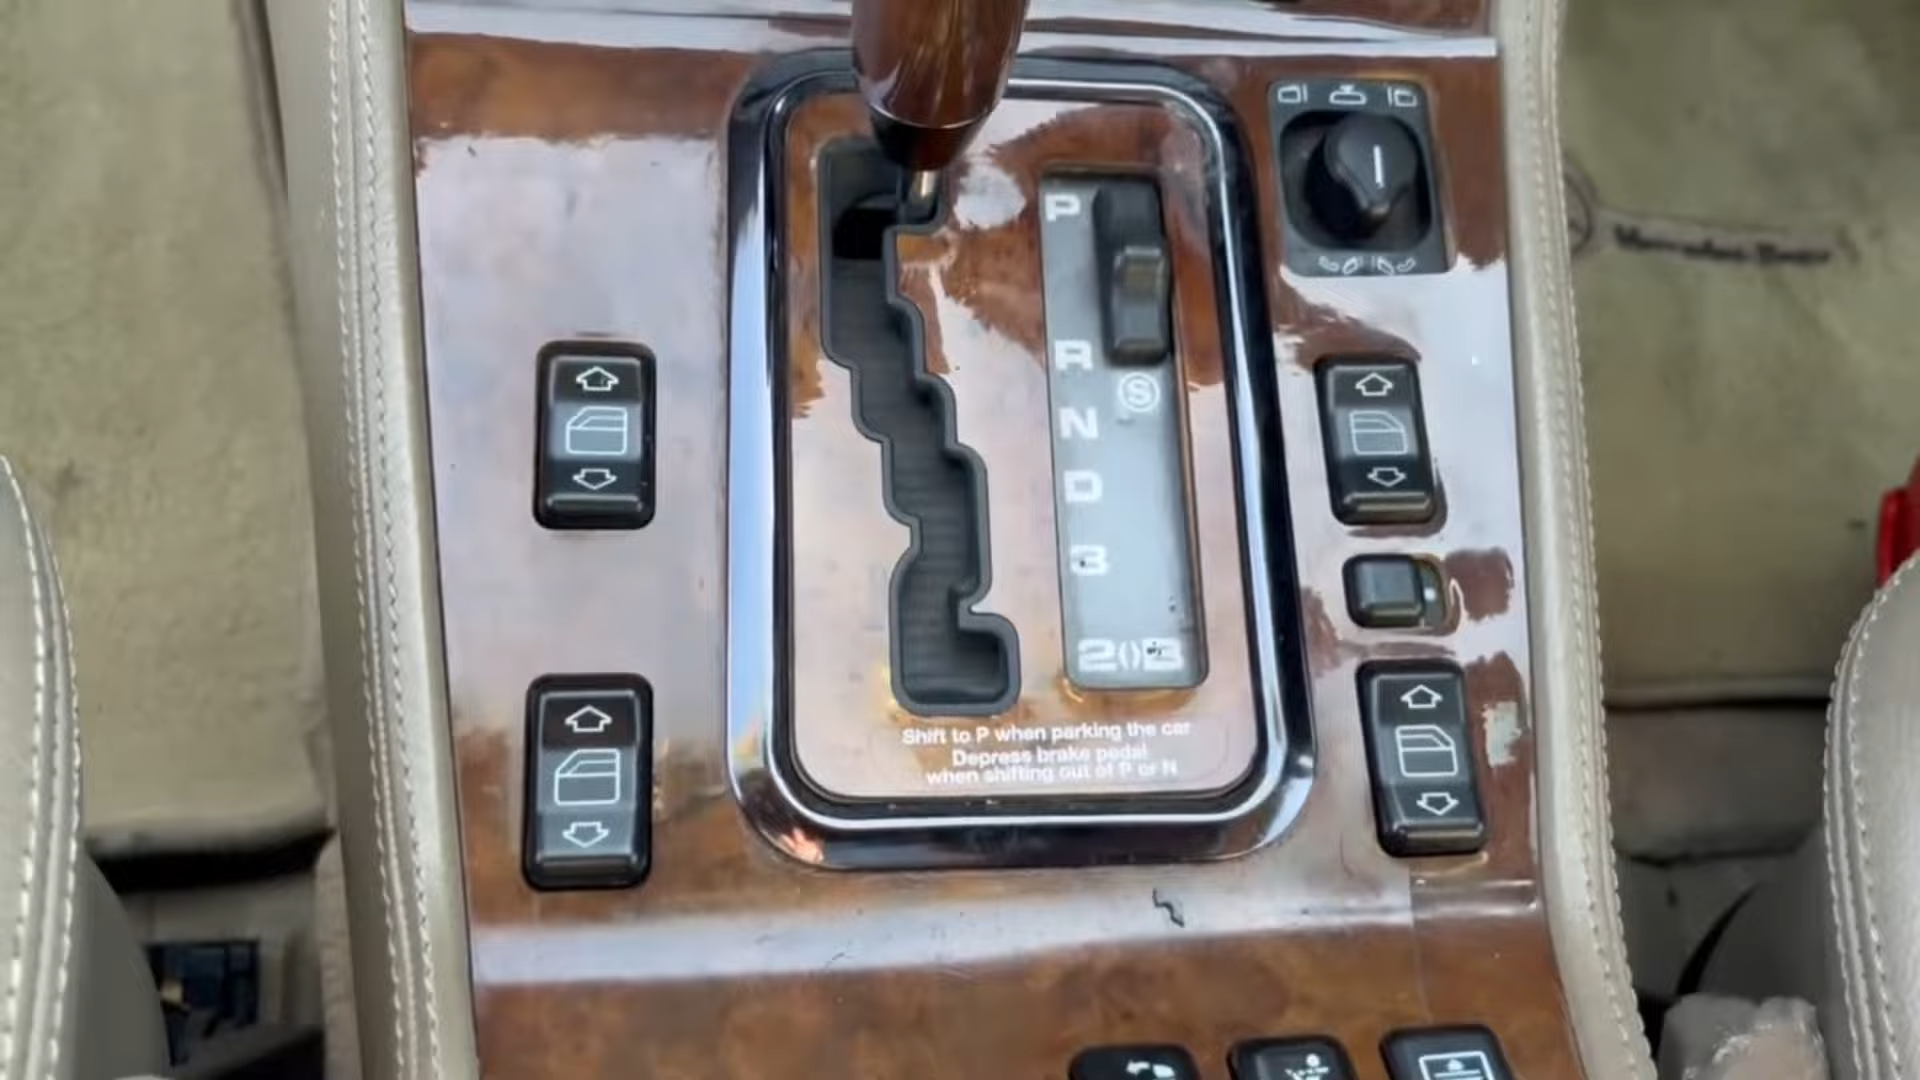 P
R
S
N
D
3
2()B
Shift to P when parking the car
Depress brake pedal
when shifting out of P or N